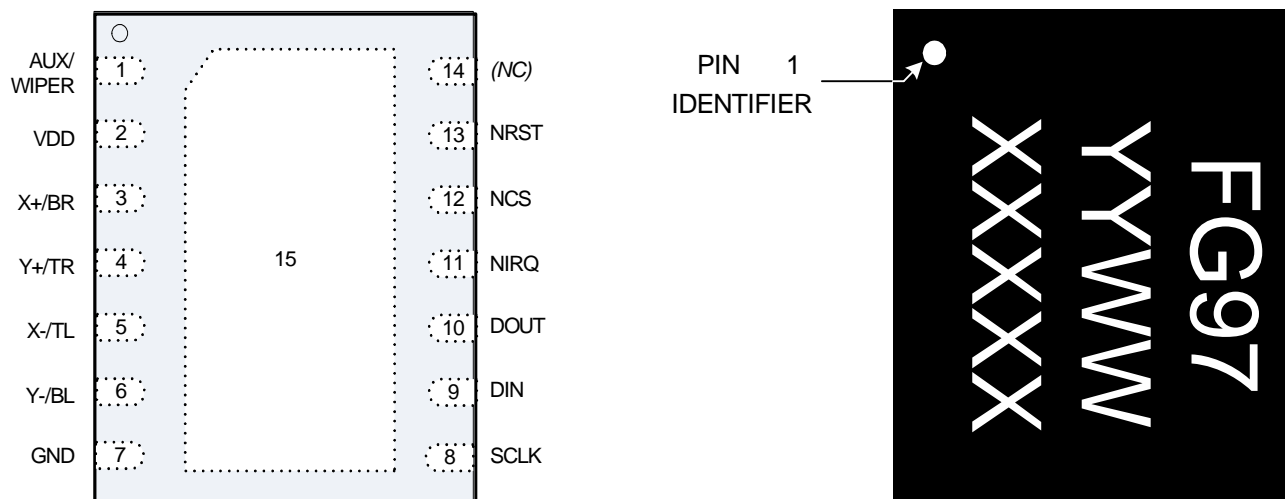 AUX/
WIPER
1
14 (NC)
VDD
2
13 NRST
X+/BR
3
12 NCS
Y+/TR
4
15
11 NIRQ
X-/TL
5
10 DOUT
Y-/BL
6
9 DIN
GND
7
8 SCLK
PIN 1
IDENTIFIER
FG97
YYWW
XXXXX